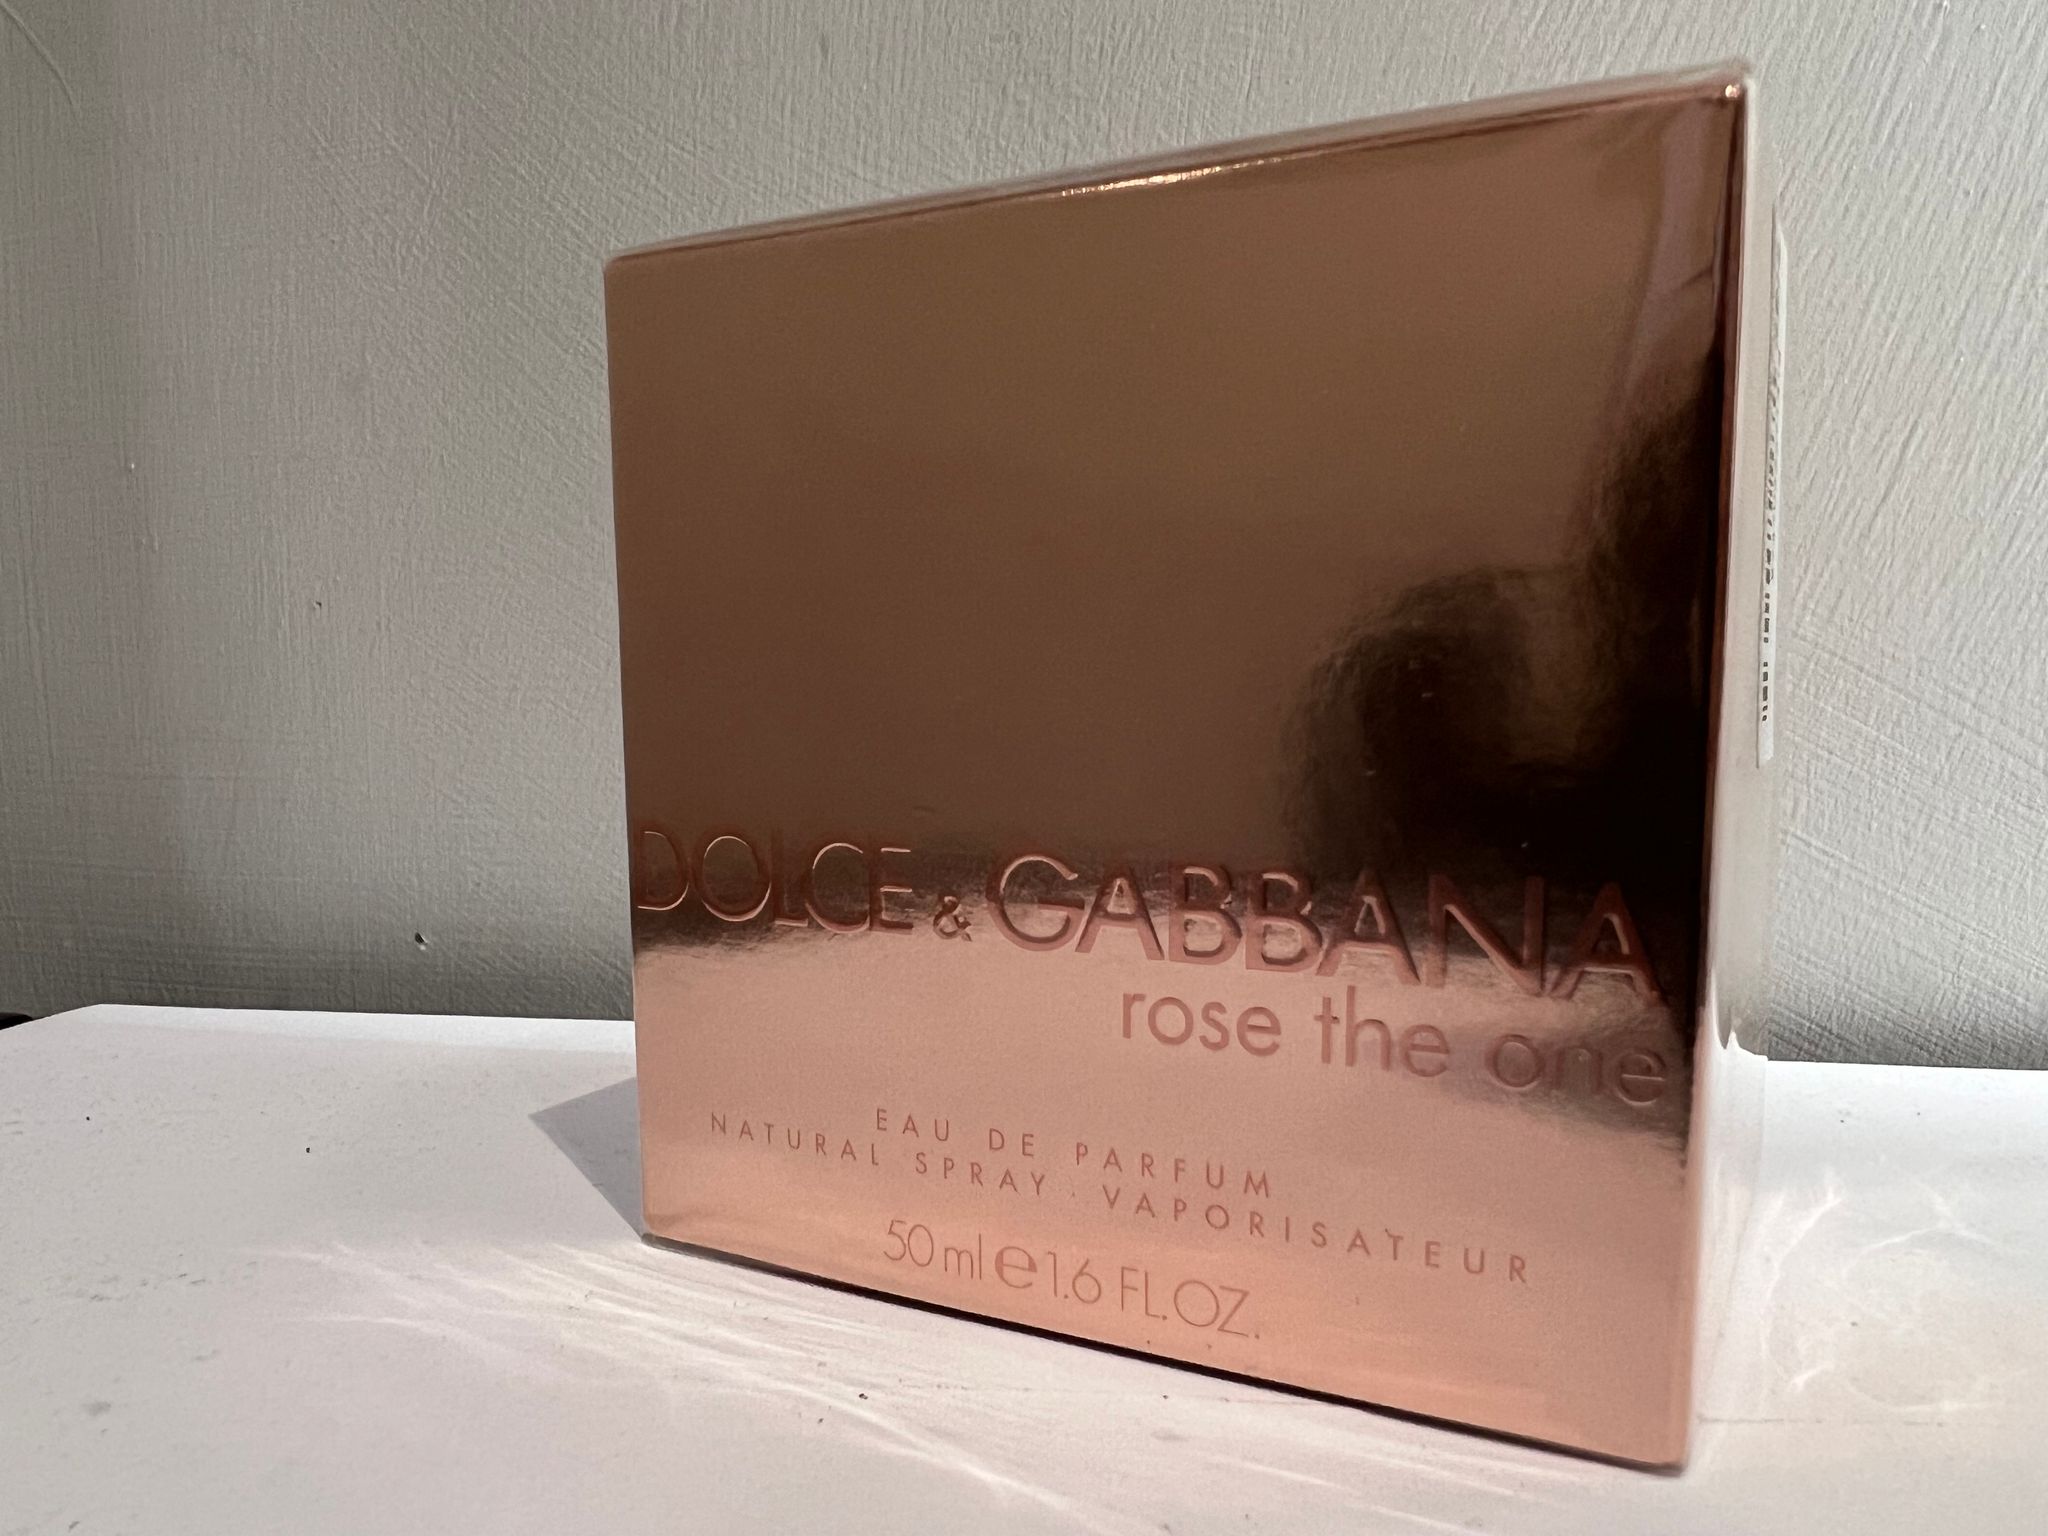 DOLCE & GABBANA
rose the one
EAU DE PARFUM
NATURAL SPRAY · VAPORISATEUR
50 ml e 1.6 FL.OZ.